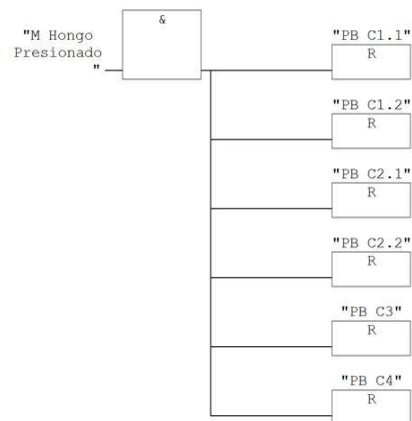 &
"M Hongo
Presionado
"
"PB C1.1"
R
"PB C1.2"
R
"PB C2.1"
R
"PB C2.2"
R
"PB C3"
R
"PB C4"
R